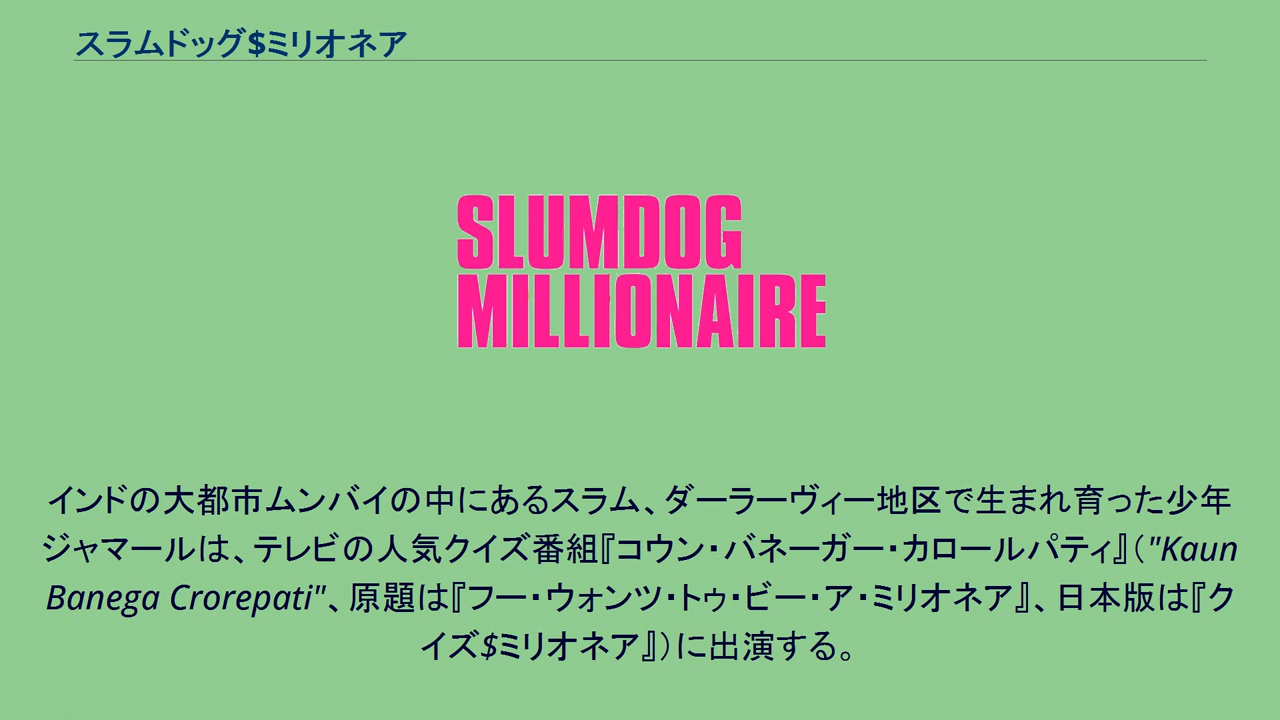 スラムドッグ$ミリオネア
SLUMDOG
MILLIONAIRE
インドの大都市ムンバイの中にあるスラム、ダーラーヴィー地区で生まれ育った少年
ジャマールは、テレビの人気クイズ番組『コウン・バネーガー・カロールパティ』（"Kaun
Banega Crorepati"、原題は『フー・ウォンツ・トゥ・ビー・ア・ミリオネア』、日本版は『ク
イズ$ミリオネア』）に出演する。